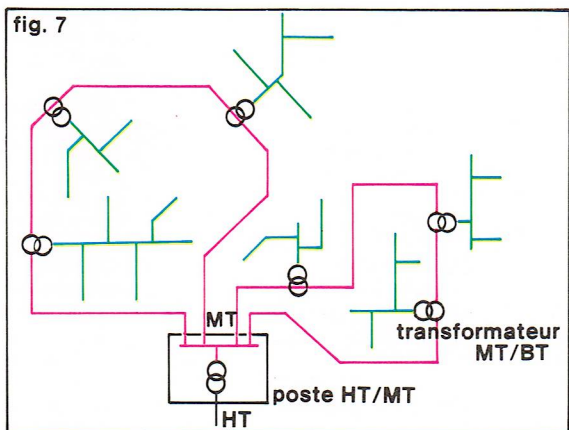 fig. 7
MT
transformateur
MT/BT
poste HT/MT
HT